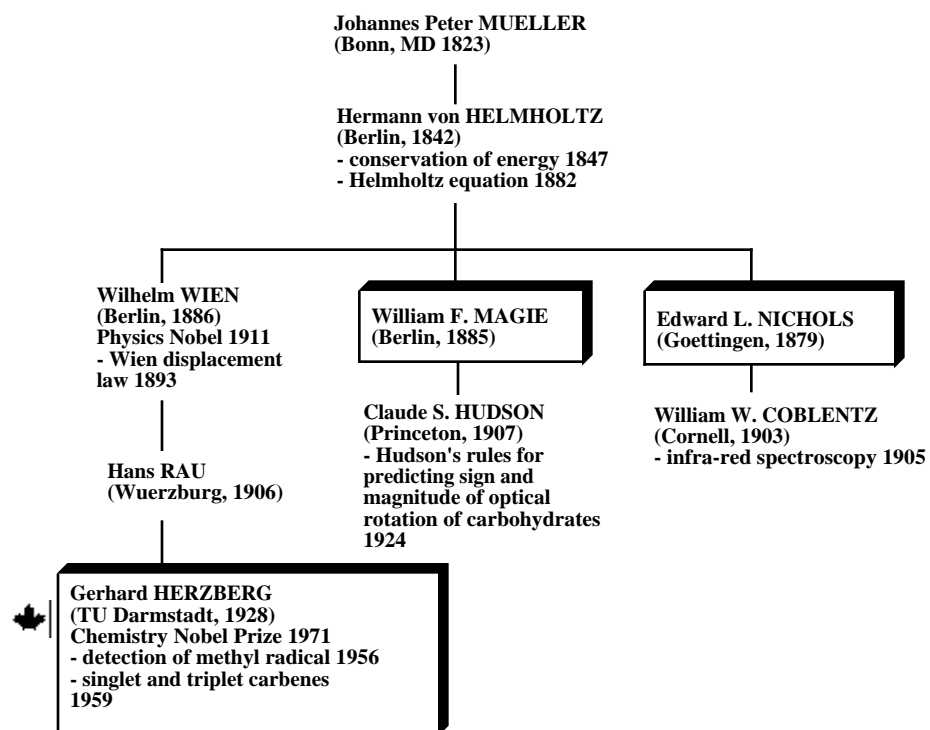 Johannes Peter MUELLER
(Bonn, MD 1823)
Hermann von HELMHOLTZ
(Berlin, 1842)
- conservation of energy 1847
- Helmholtz equation 1882
Wilhelm WIEN
(Berlin, 1886)
Physics Nobel 1911
- Wien displacement
law 1893
William F. MAGIE
(Berlin, 1885)
Edward L. NICHOLS
(Goettingen, 1879)
Hans RAU
(Wuerzburg, 1906)
Claude S. HUDSON
(Princeton, 1907)
- Hudson's rules for
predicting sign and
magnitude of optical
rotation of carbohydrates
1924
William W. COBLENTZ
(Cornell, 1903)
- infra-red spectroscopy 1905
Gerhard HERZBERG
(TU Darmstadt, 1928)
Chemistry Nobel Prize 1971
- detection of methyl radical 1956
- singlet and triplet carbenes
1959